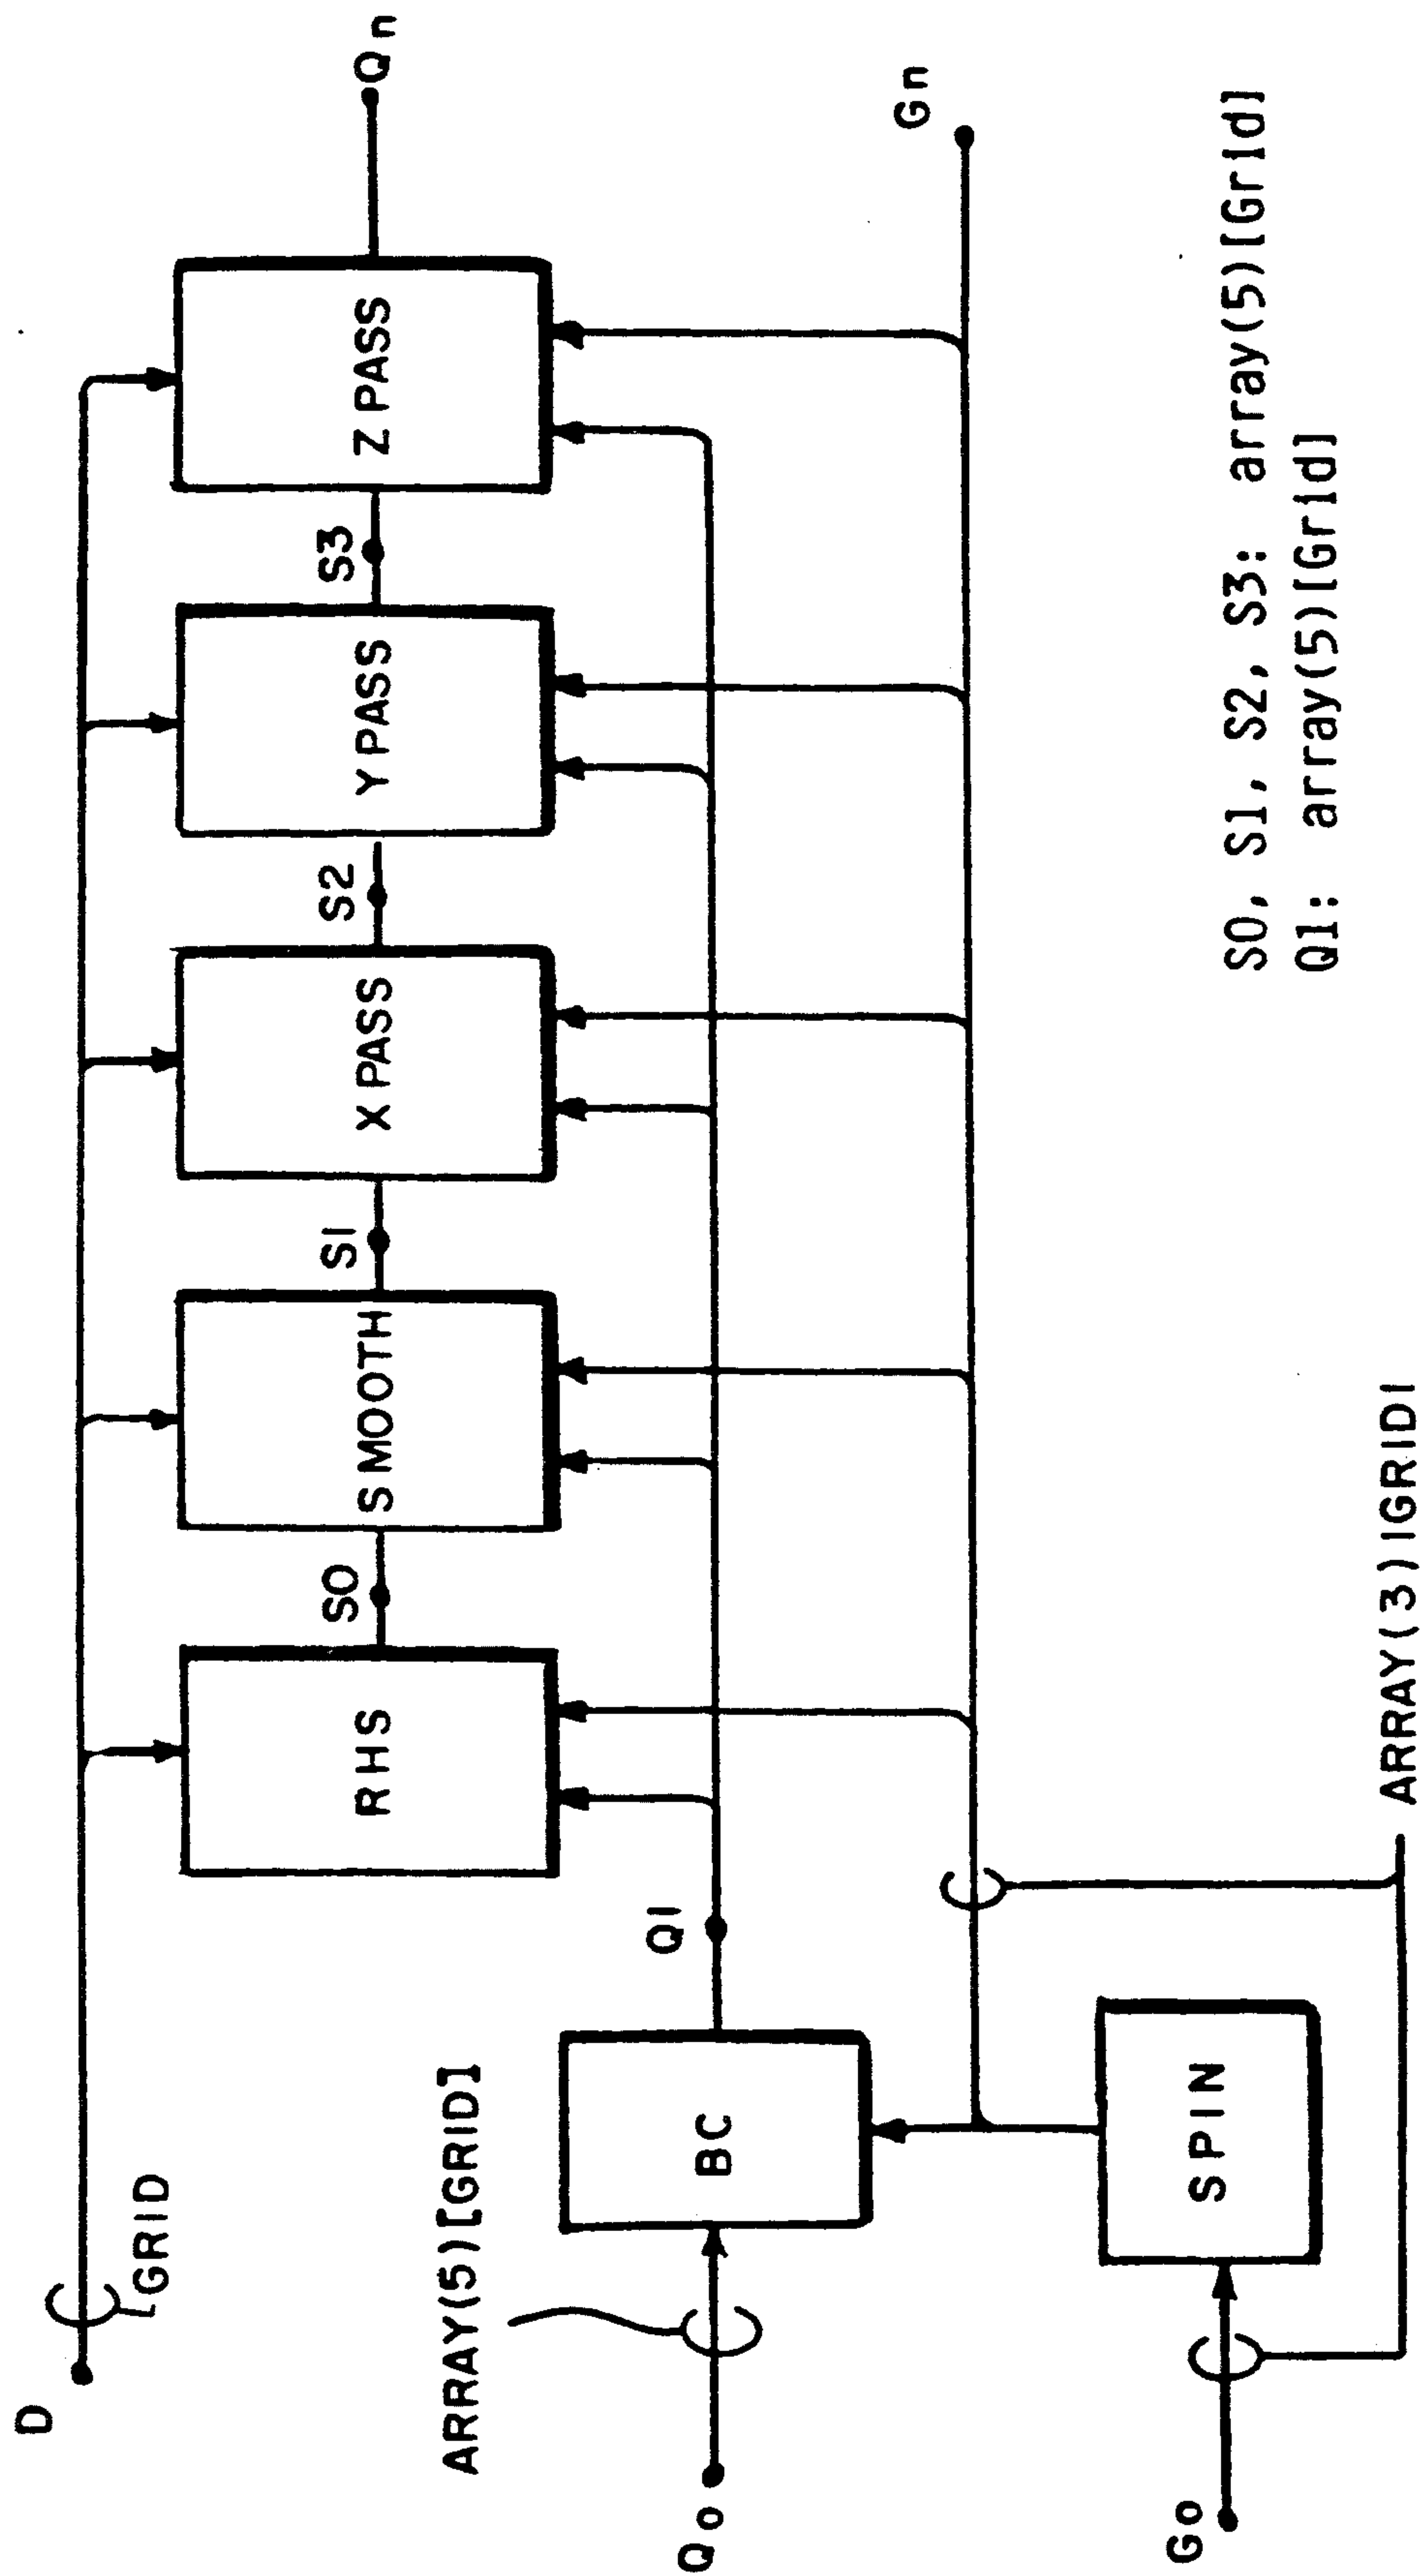 D
GRID
RHS
S0
SMOOTH
S1
X PASS
S2
Y PASS
S3
Z PASS
Qn
ARRAY(5)[GRID]
Qo
BC
Q1
Gn
Go
SPIN
ARRAY(3)[GRID]
S0, S1, S2, S3: array(5)[Grid]
Q1: array(5)[Grid]